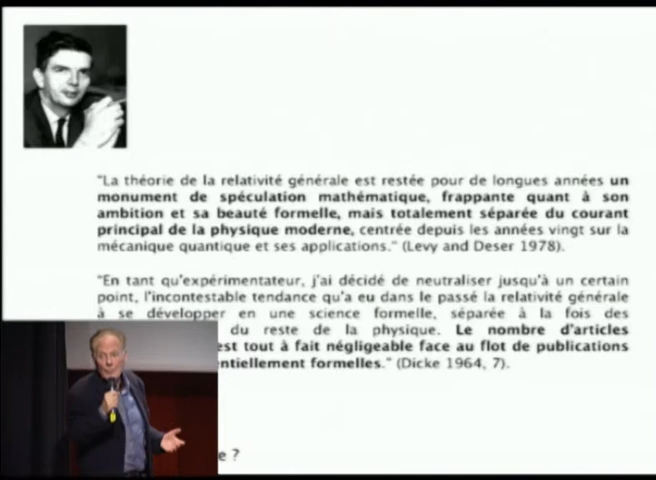 "La théorie de la relativité générale est restée pour de longues années un
monument de spéculation mathématique, frappante quant à son
ambition et sa beauté formelle, mais totalement séparée du courant
principal de la physique moderne, centrée depuis les années vingt sur la
mécanique quantique et ses applications." (Levy and Deser 1978).
"En tant qu'expérimentateur, j'ai décidé de neutraliser jusqu'à un certain
point, l'incontestable tendance qu'a eu dans le passé la relativité générale
à se développer en une science formelle, séparée à la fois des
du reste de la physique. Le nombre d'articles
est tout à fait négligeable face au flot de publications
entiellement formelles." (Dicke 1964, 7).
e ?